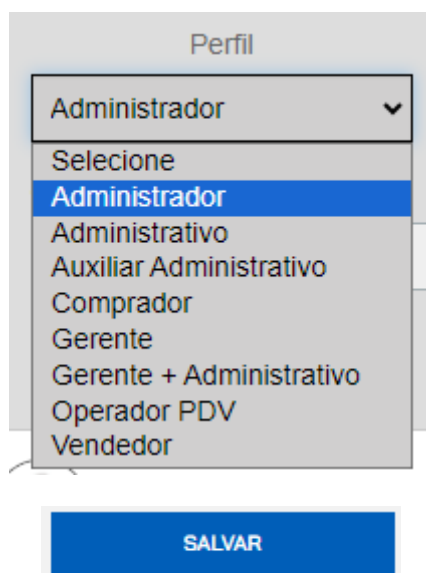 Perfil
Administrador
Selecione
Administrador
Administrativo
Auxiliar Administrativo
Comprador
Gerente
Gerente + Administrativo
Operador PDV
Vendedor
SALVAR